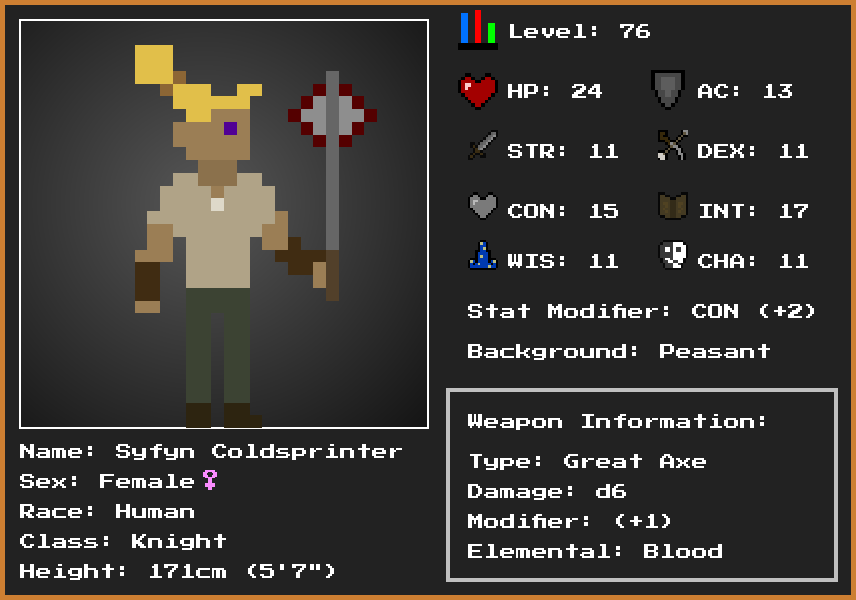 Level: 76
HP: 24
AC: 13
STR: 11
DEX: 11
CON: 15
INT: 17
WIS: 11
CHA: 11
Stat Modifier: CON (+2)
Background: Peasant
Weapon Information:
Type: Great Axe
Damage: d6
Modifier: (+1)
Elemental: Blood
Name: Syfyn Coldsprinter
Sex: Female♀
Race: Human
Class: Knight
Height: 171cm (5'7")